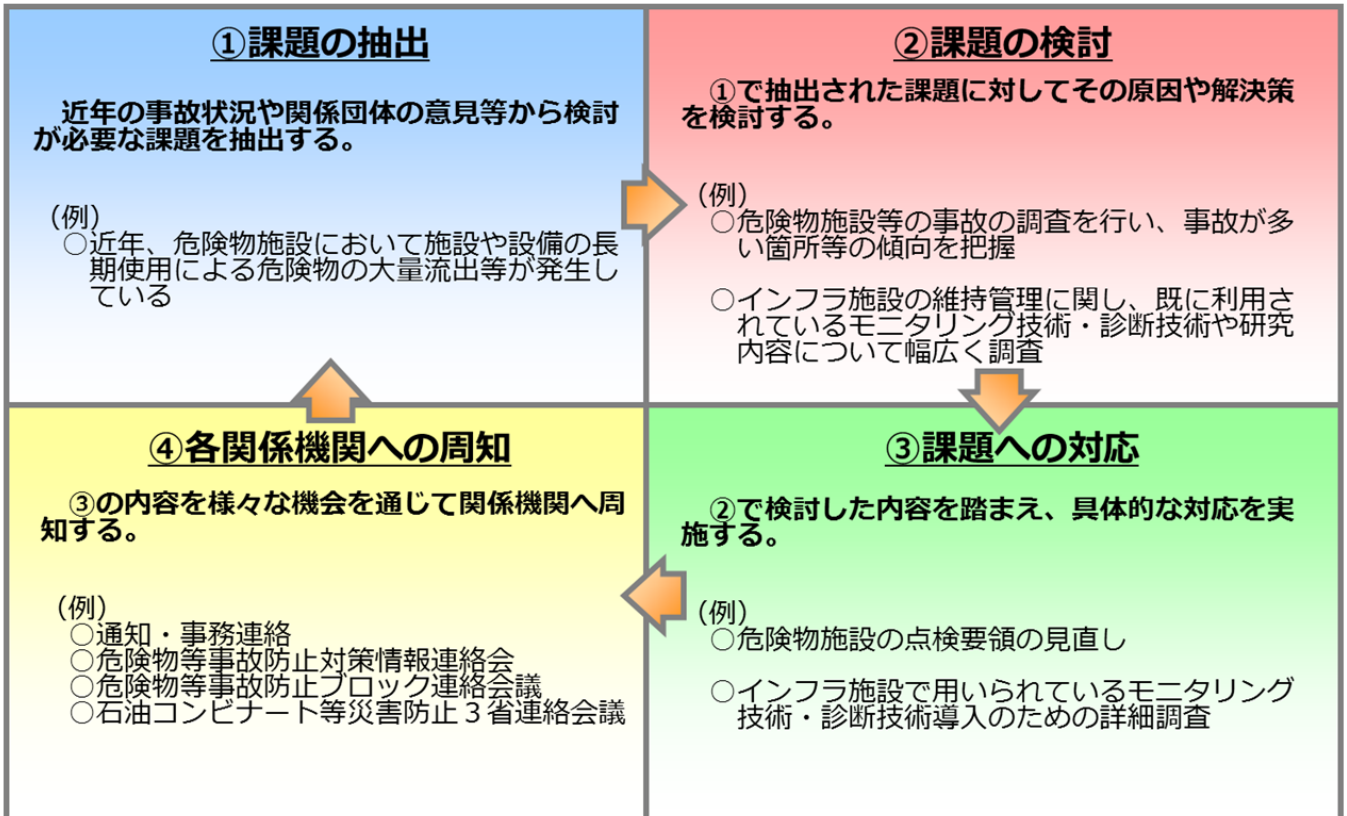 ①課題の抽出
近年の事故状況や関係団体の意見等から検討
が必要な課題を抽出する。
（例）
○近年、危険物施設において施設や設備の長
期使用による危険物の大量流出等が発生し
ている
②課題の検討
①で抽出された課題に対してその原因や解決策
を検討する。
（例）
○危険物施設等の事故の調査を行い、事故が多
い箇所等の傾向を把握
○インフラ施設の維持管理に関し、既に利用さ
れているモニタリング技術・診断技術や研究
内容について幅広く調査
③課題への対応
②で検討した内容を踏まえ、具体的な対応を実
施する。
（例）
○危険物施設の点検要領の見直し
○インフラ施設で用いられているモニタリング
技術・診断技術導入のための詳細調査
④各関係機関への周知
③の内容を様々な機会を通じて関係機関へ周
知する。
（例）
○通知・事務連絡
○危険物等事故防止対策情報連絡会
○危険物等事故防止ブロック連絡会議
○石油コンビナート等災害防止３省連絡会議